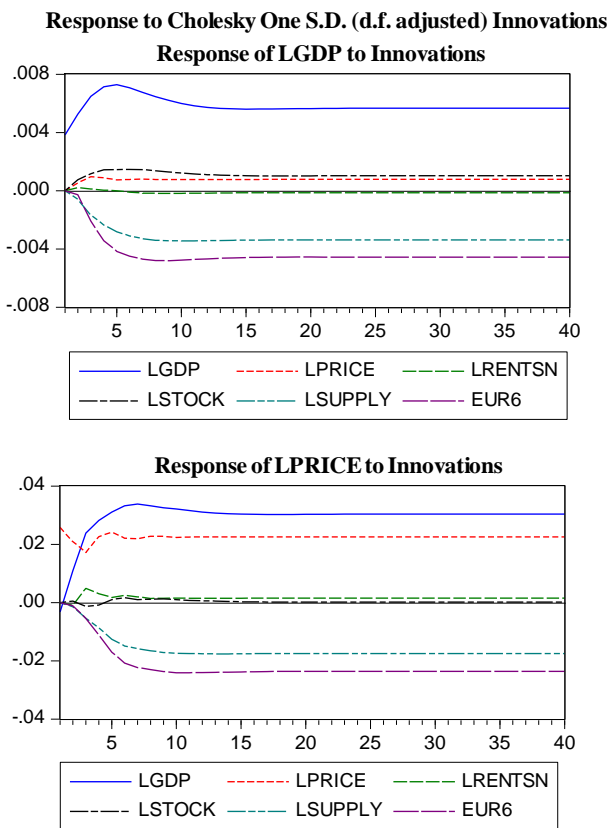 Response to Cholesky One S.D. (d.f. adjusted) Innovations
Response of LGDP to Innovations
.008
.004
.000
-.004
-.008
5 10 15 20 25 30 35 40
LGDP LPRICE LRENTSN
LSTOCK LSUPPLY EUR6
Response of LPRICE to Innovations
.04
.02
.00
-.02
-.04
5 10 15 20 25 30 35 40
LGDP LPRICE LRENTSN
LSTOCK LSUPPLY EUR6